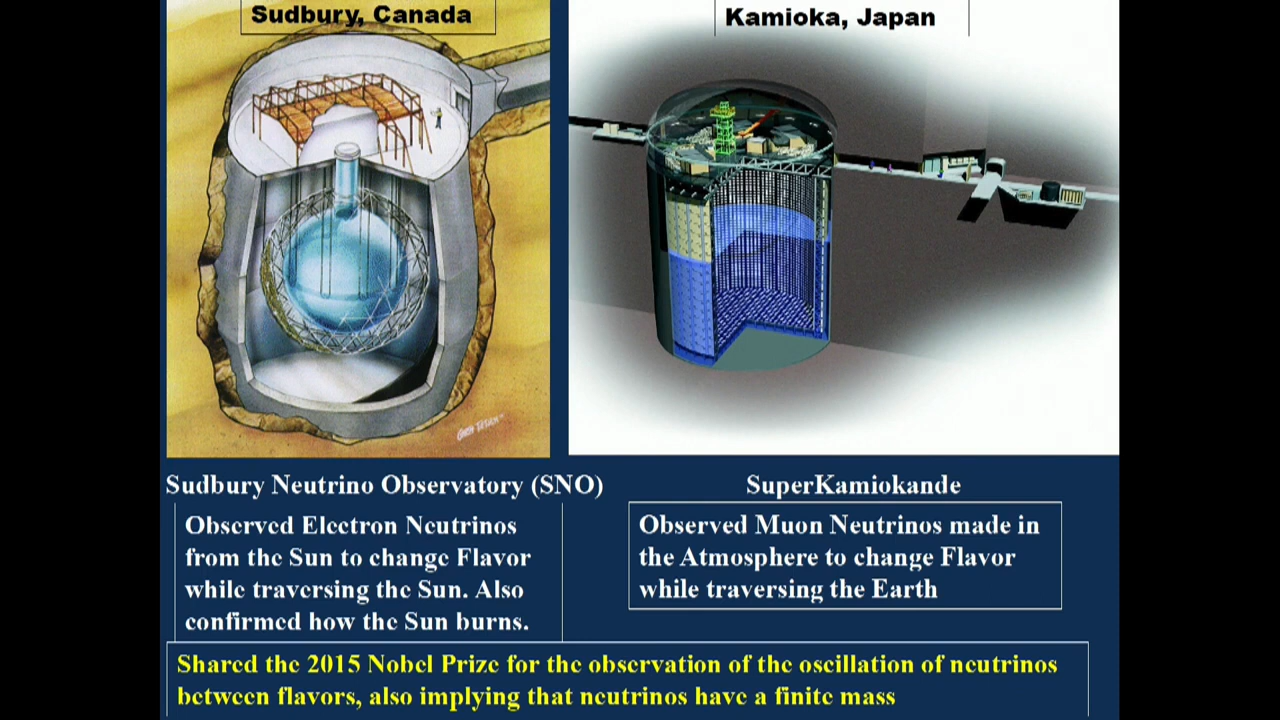 Sudbury, Canada
Kamioka, Japan
Sudbury Neutrino Observatory (SNO)
Observed Electron Neutrinos
from the Sun to change Flavor
while traversing the Sun. Also
confirmed how the Sun burns.
SuperKamiokande
Observed Muon Neutrinos made in
the Atmosphere to change Flavor
while traversing the Earth
Shared the 2015 Nobel Prize for the observation of the oscillation of neutrinos
between flavors, also implying that neutrinos have a finite mass